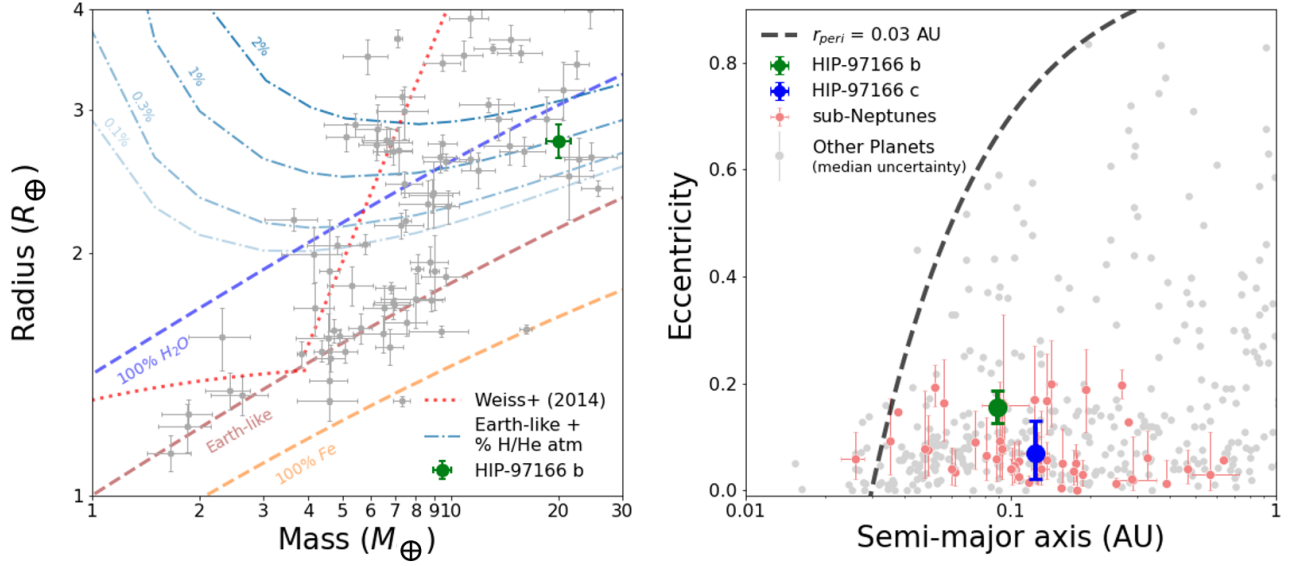 4
3
2
1
Radius (R⊕)
2%
1%
0.3%
0.1%
100% H₂O
Earth-like
100% Fe
Weiss+ (2014)
Earth-like +
% H/He atm
HIP-97166 b
1 2 3 4 5 6 7 8 910 20 30
Mass (M⊕)
0.8
0.6
0.4
0.2
0.0
Eccentricity
r_peri = 0.03 AU
HIP-97166 b
HIP-97166 c
sub-Neptunes
Other Planets
(median uncertainty)
0.01 0.1 1
Semi-major axis (AU)